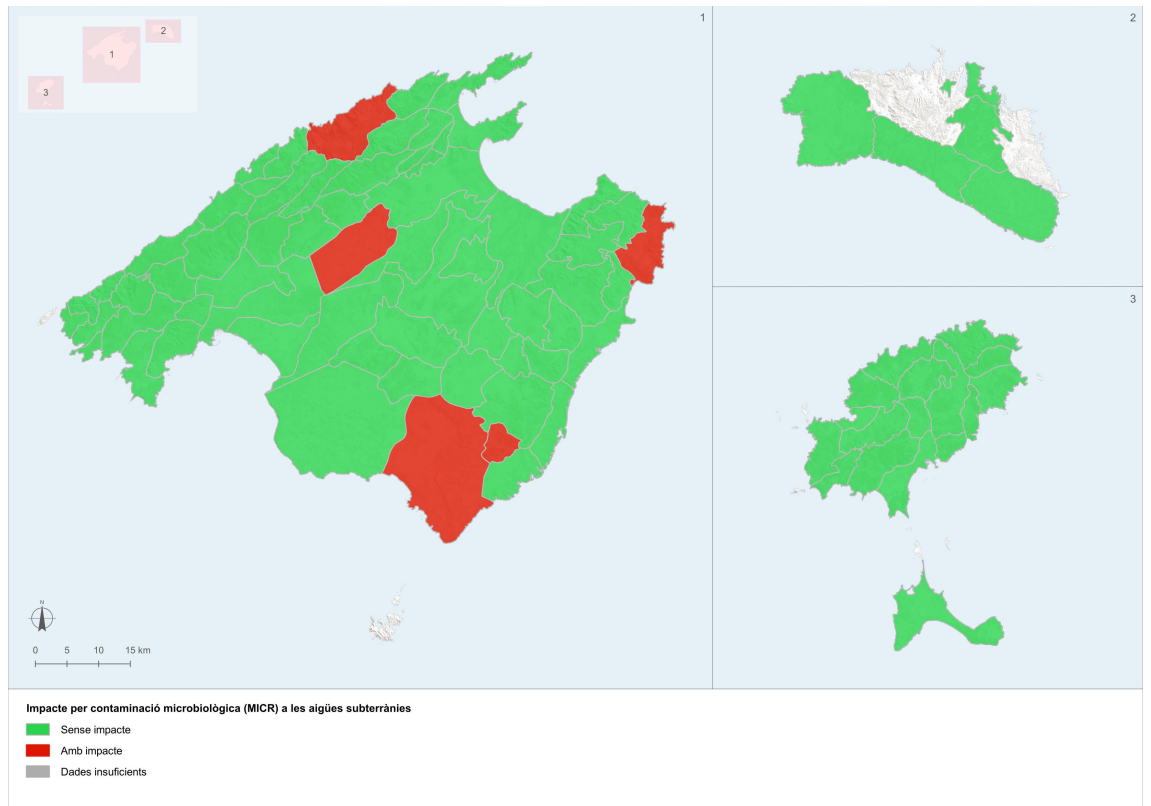 1
2
1
2
3
3
N
0 5 10 15 km
Impacte per contaminació microbiològica (MICR) a les aigües subterrànies
Sense impacte
Amb impacte
Dades insuficients